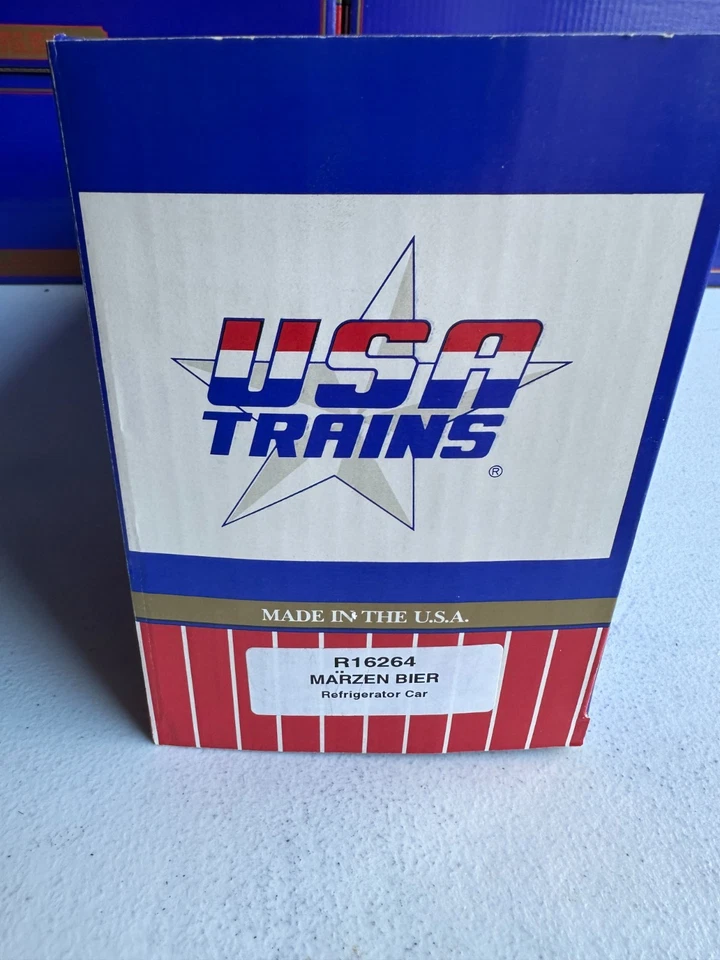 USA
TRAINS
®
MADE IN THE U.S.A.
R16264
MÄRZEN BIER
Refrigerator Car